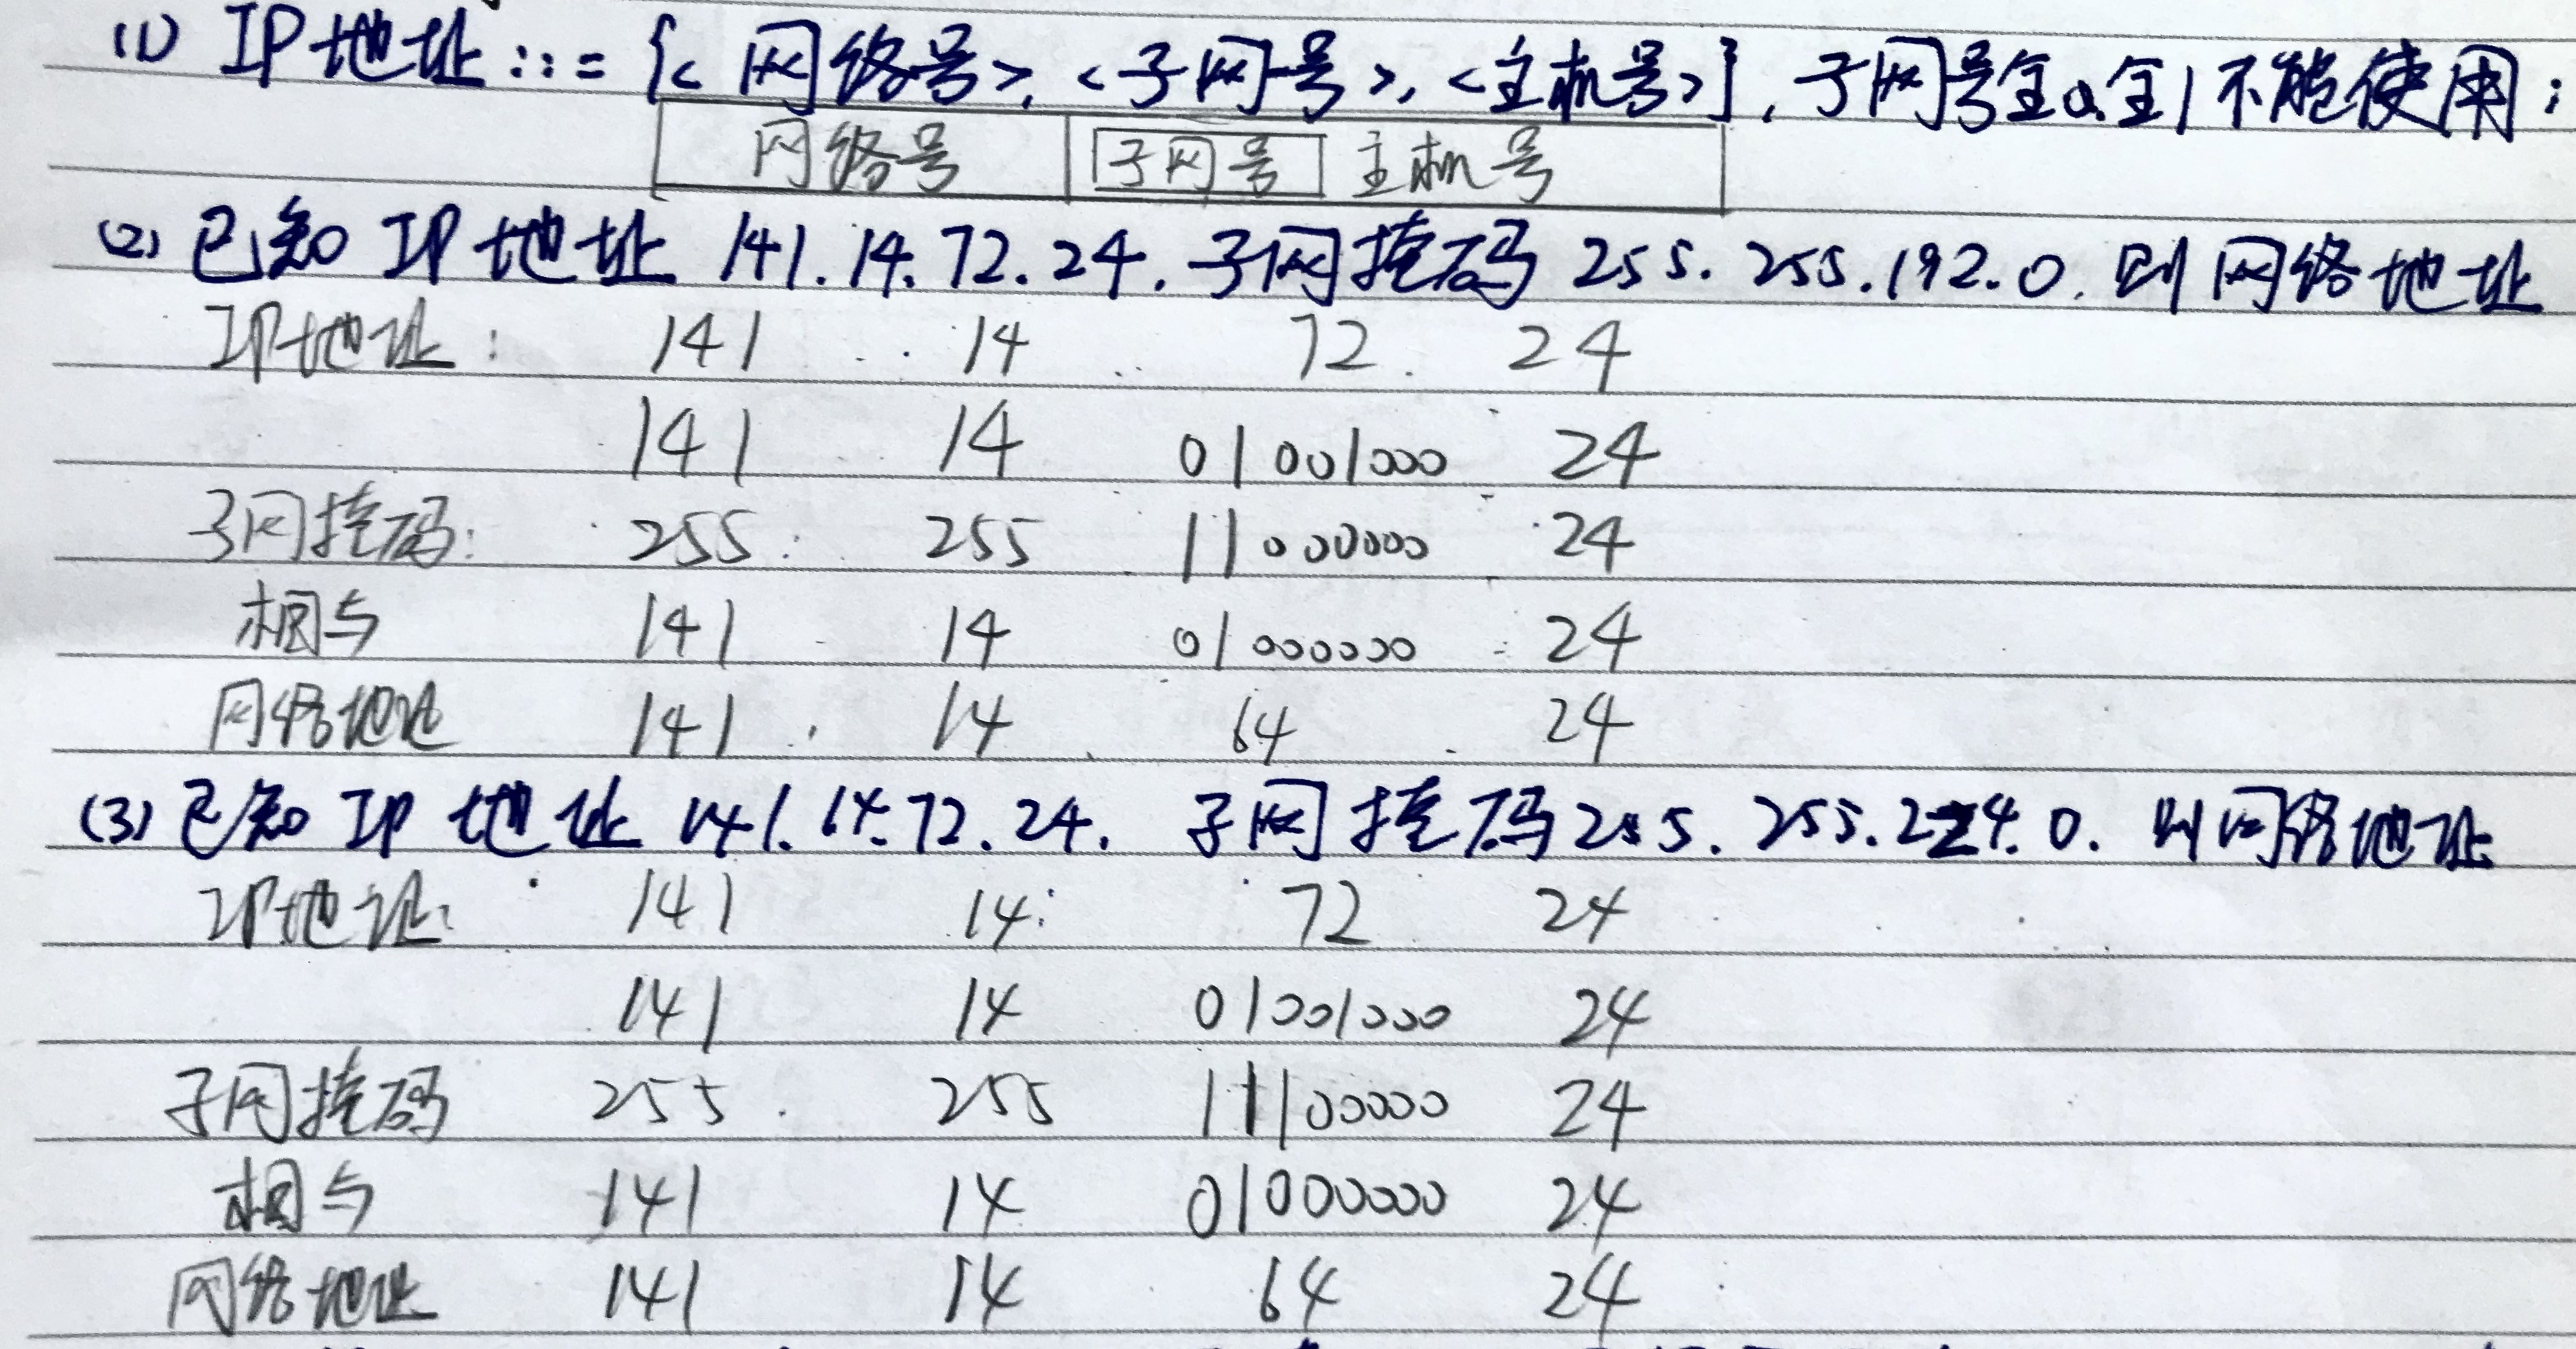 (1) IP地址::={<网络号>,<子网号>,<主机号>}, 子网号全0、全1不能使用;
网络号 子网号 主机号
(2) 已知IP地址 141.14.72.24. 子网掩码 255.255.192.0. 则网络地址
IP地址: 141 . 14 . 72 . 24
141 14 01001000 24
子网掩码: 255 . 255 11000000 24
相与 141 14 01000000 24
网络地址 141 . 14 . 64 . 24
(3) 已知IP地址 141.14.72.24. 子网掩码 255.255.224.0. 则网络地址
IP地址: 141 14 72 24
141 14 01001000 24
子网掩码 255 . 255 11100000 24
相与 141 14 01000000 24
网络地址 141 14 64 24